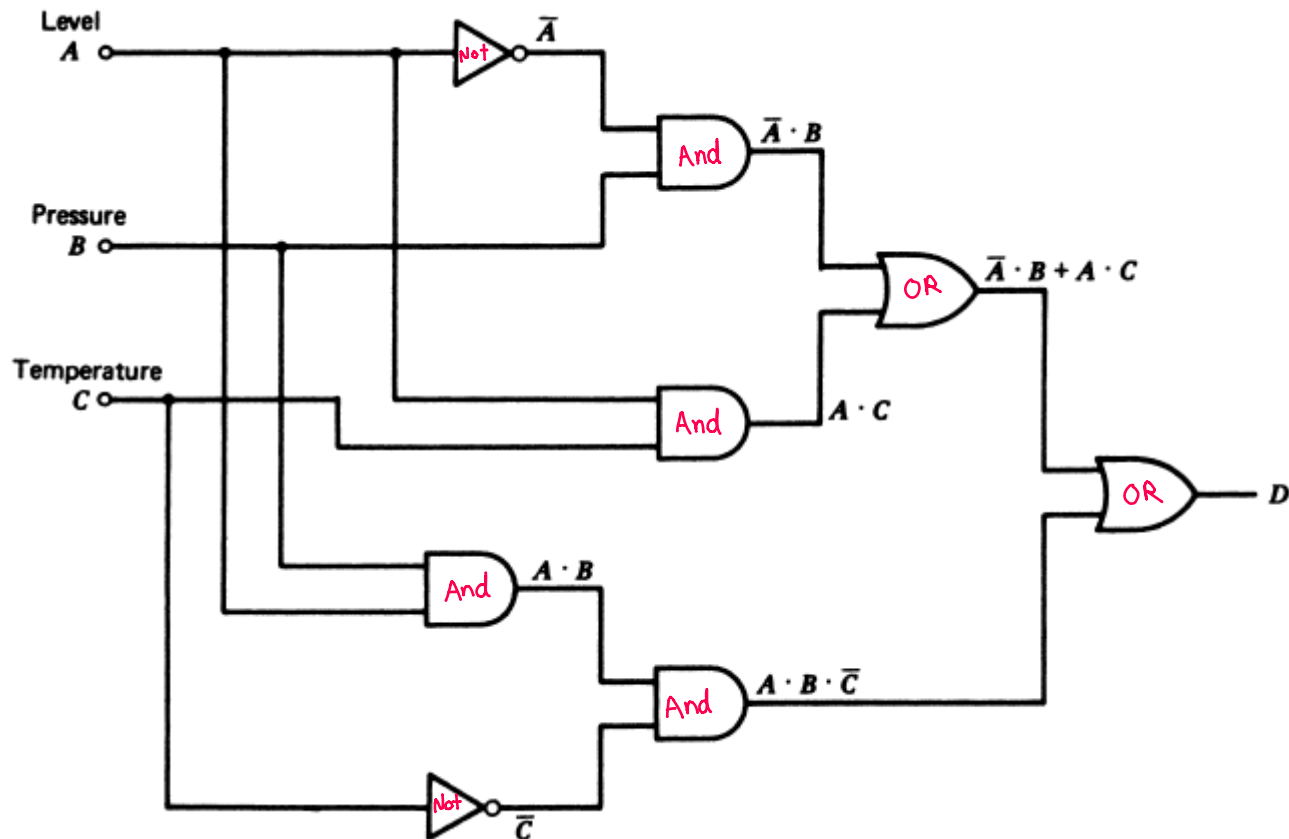 Level
A
Not
A̅
And
A̅ · B
Pressure
B
OR
A̅ · B + A · C
Temperature
C
And
A · C
OR
D
And
A · B
And
A · B · C̅
Not
C̅